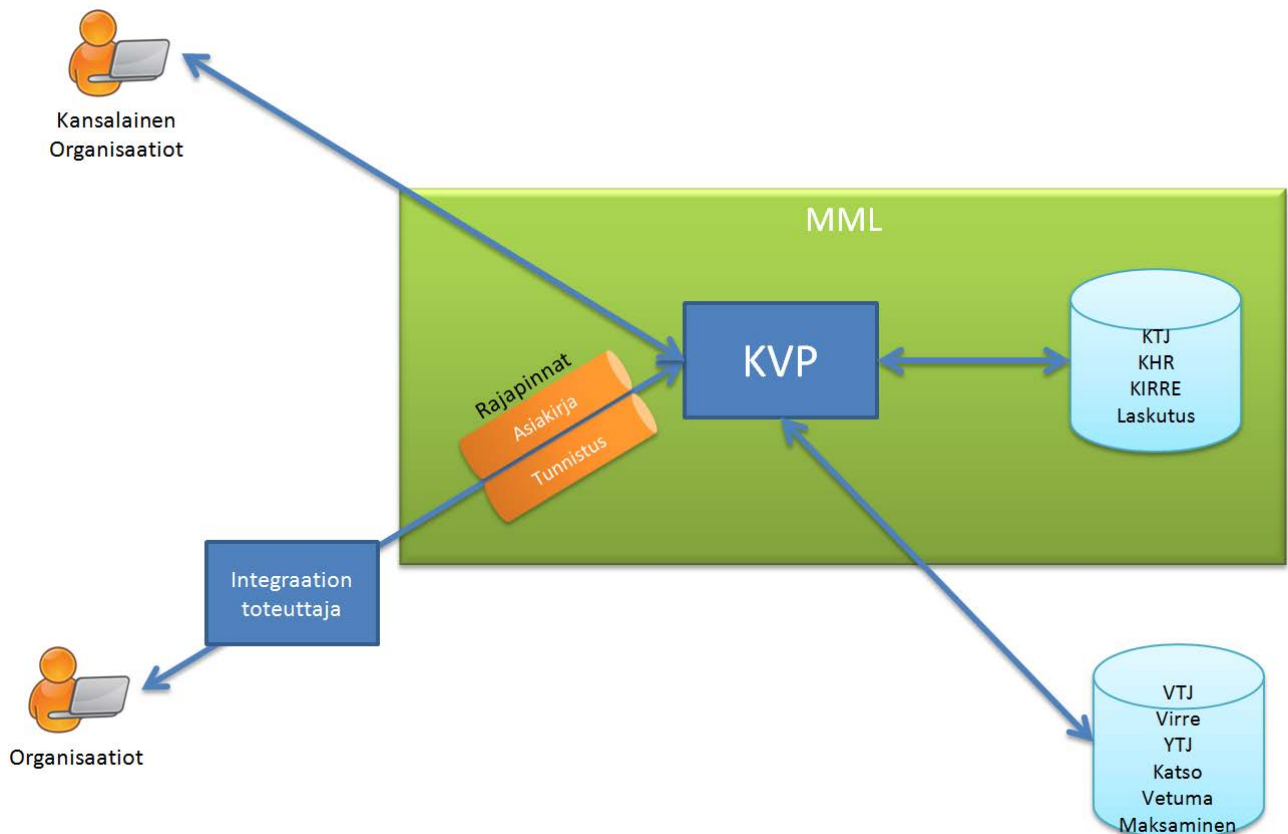 Kansalainen
Organisaatiot
MML
KVP
KTJ
KHR
KIRRE
Laskutus
Rajapinnat
Asiakirja
Tunnistus
Integraation
toteuttaja
Organisaatiot
VTJ
Virre
YTJ
Katso
Vetuma
Maksaminen